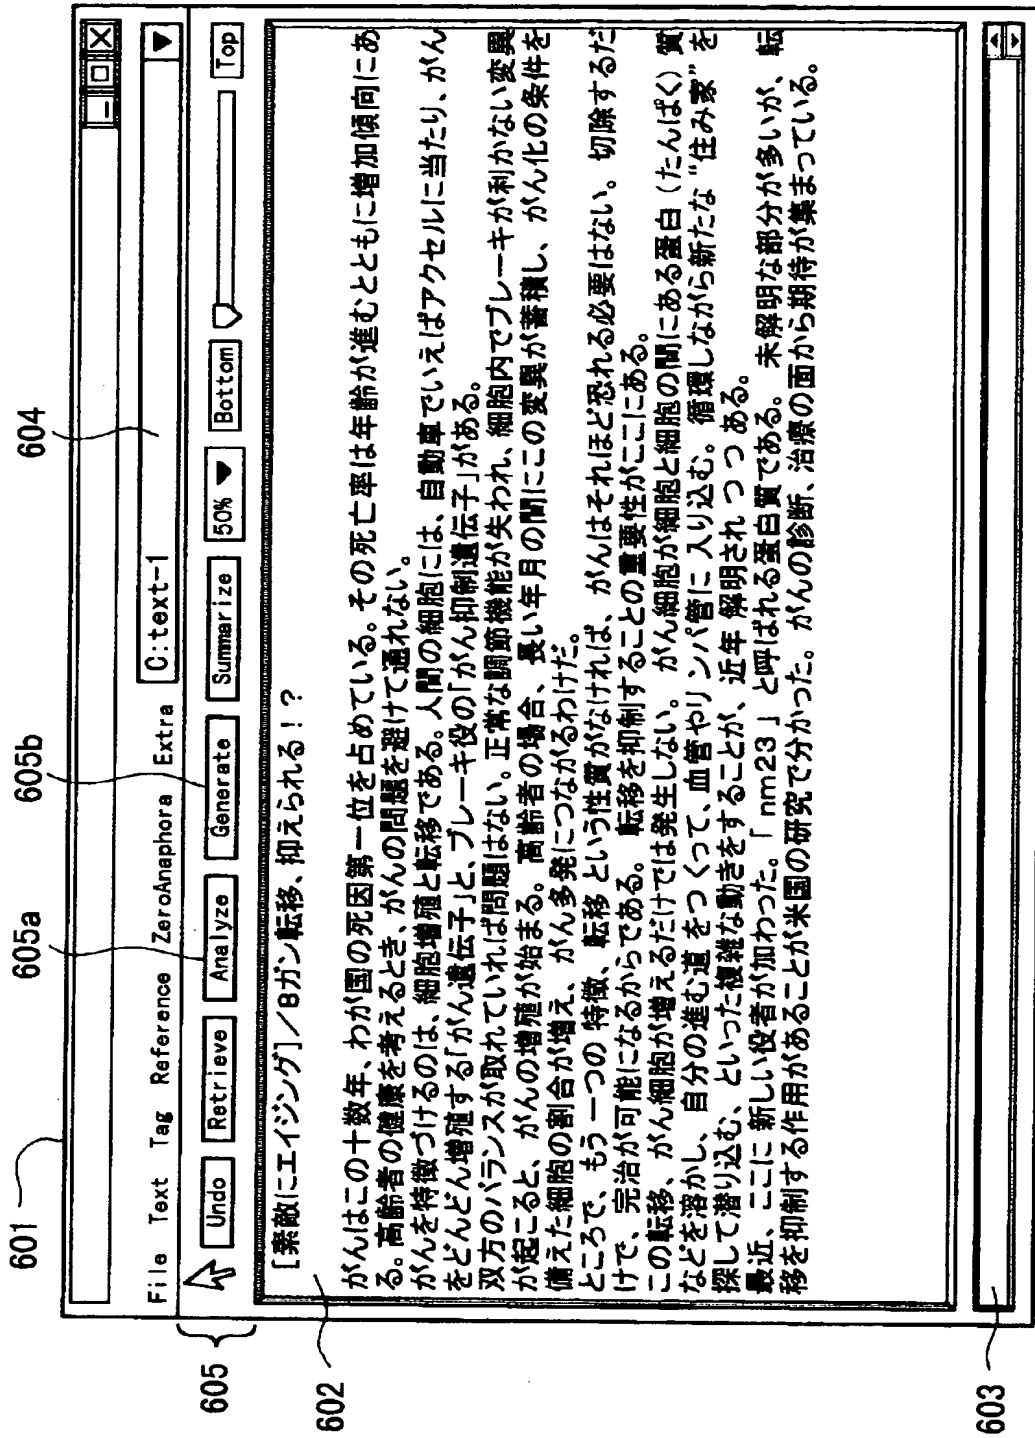 601
605a
605b
604
File Text Tag Reference ZeroAnaphora Extra C:text-1
605
Undo Retrieve Analyze Generate Summarize 50% ▼ Bottom Top
602
[素敵にエイジング]／8ガン転移、抑えられる！？
がんはこの十数年、わが国の死因第一位を占めている。その死亡率は年齢が進むとともに増加傾向にあ
る。高齢者の健康を考えるとき、がんの問題を避けて通れない。
がんを特徴づけるのは、細胞増殖と転移である。人間の細胞には、自動車でいえばアクセルに当たり、がん
をどんどん増殖する「がん遺伝子」と、ブレーキ役の「がん抑制遺伝子」がある。
双方のバランスが取れていれば問題はない。正常な調節機能が失われ、細胞内でブレーキが利かない変異
が起こると、がんの増殖が始まる。高齢者の場合、長い年月の間にこの変異が蓄積し、がん化の条件を
備えた細胞の割合が増え、がん多発につながるわけだ。
ところで、もう一つの特徴、転移という性質がなければ、がんはそれほど恐れる必要はない。切除するだ
けで、完治が可能になるからである。転移を抑制することの重要性がここにある。
この転移、がん細胞が増えるだけでは発生しない。がん細胞が細胞と細胞の間にある蛋白（たんぱく）質
などを溶かし、自分の進む道をつくって、血管やリンパ管に入り込む。循環しながら新たな“住み家”を
探して潜り込む、といった複雑な動きをすることが、近年解明されつつある。
最近、ここに新しい役者が加わった。「nm23」と呼ばれる蛋白質である。未解明な部分が多いが、転
移を抑制する作用があることが米国の研究で分かった。がんの診断、治療の面から期待が集まっている。
603